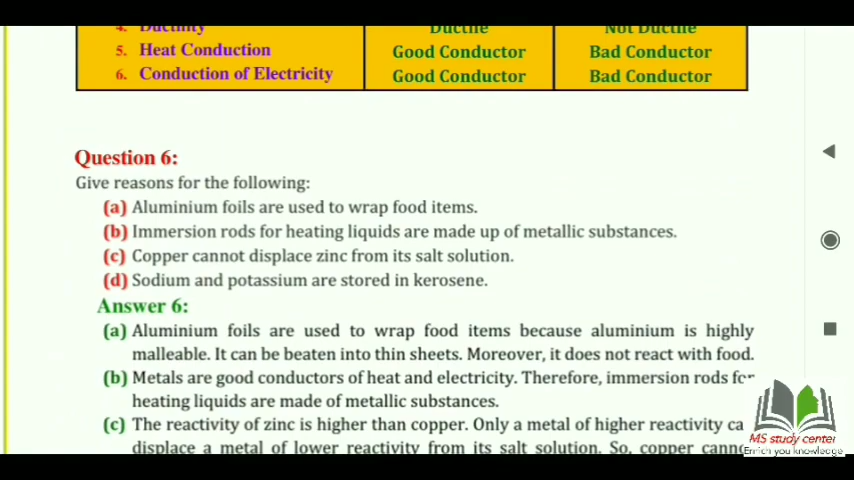 4. Ductility Ductile Not Ductile
5. Heat Conduction Good Conductor Bad Conductor
6. Conduction of Electricity Good Conductor Bad Conductor
Question 6:
Give reasons for the following:
(a) Aluminium foils are used to wrap food items.
(b) Immersion rods for heating liquids are made up of metallic substances.
(c) Copper cannot displace zinc from its salt solution.
(d) Sodium and potassium are stored in kerosene.
Answer 6:
(a) Aluminium foils are used to wrap food items because aluminium is highly
malleable. It can be beaten into thin sheets. Moreover, it does not react with food.
(b) Metals are good conductors of heat and electricity. Therefore, immersion rods for
heating liquids are made of metallic substances.
(c) The reactivity of zinc is higher than copper. Only a metal of higher reactivity ca
displace a metal of lower reactivity from its salt solution. So, copper cann
MS study center
Enrich you knowledge